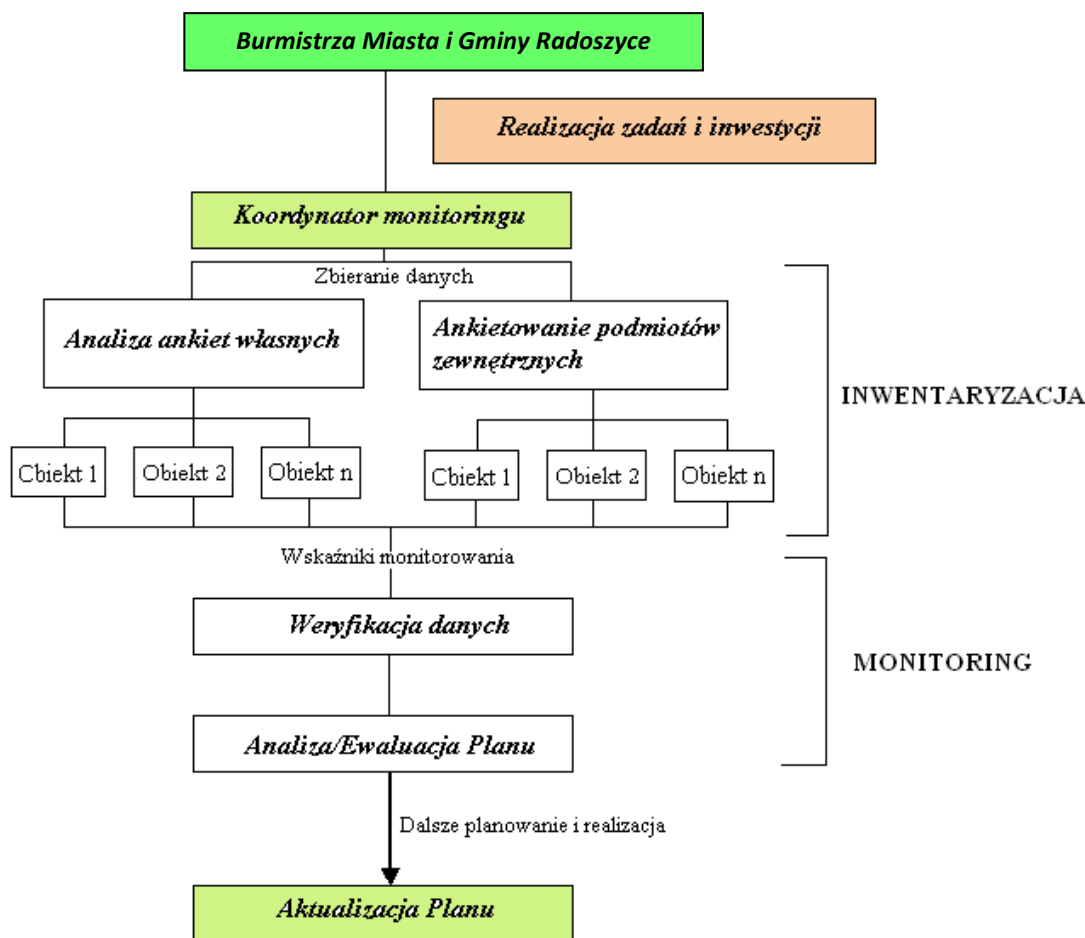 Burmistrza Miasta i Gminy Radoszyce
Realizacja zadań i inwestycji
Koordynator monitoringu
Zbieranie danych
Analiza ankiet własnych
Ankietowanie podmiotów
zewnętrznych
INWENTARYZACJA
Cbiekt 1
Obiekt 2
Obiekt n
Cbiekt 1
Obiekt 2
Obiekt n
Wskaźniki monitorowania
Weryfikacja danych
MONITORING
Analiza/Ewaluacja Planu
Dalsze planowanie i realizacja
Aktualizacja Planu